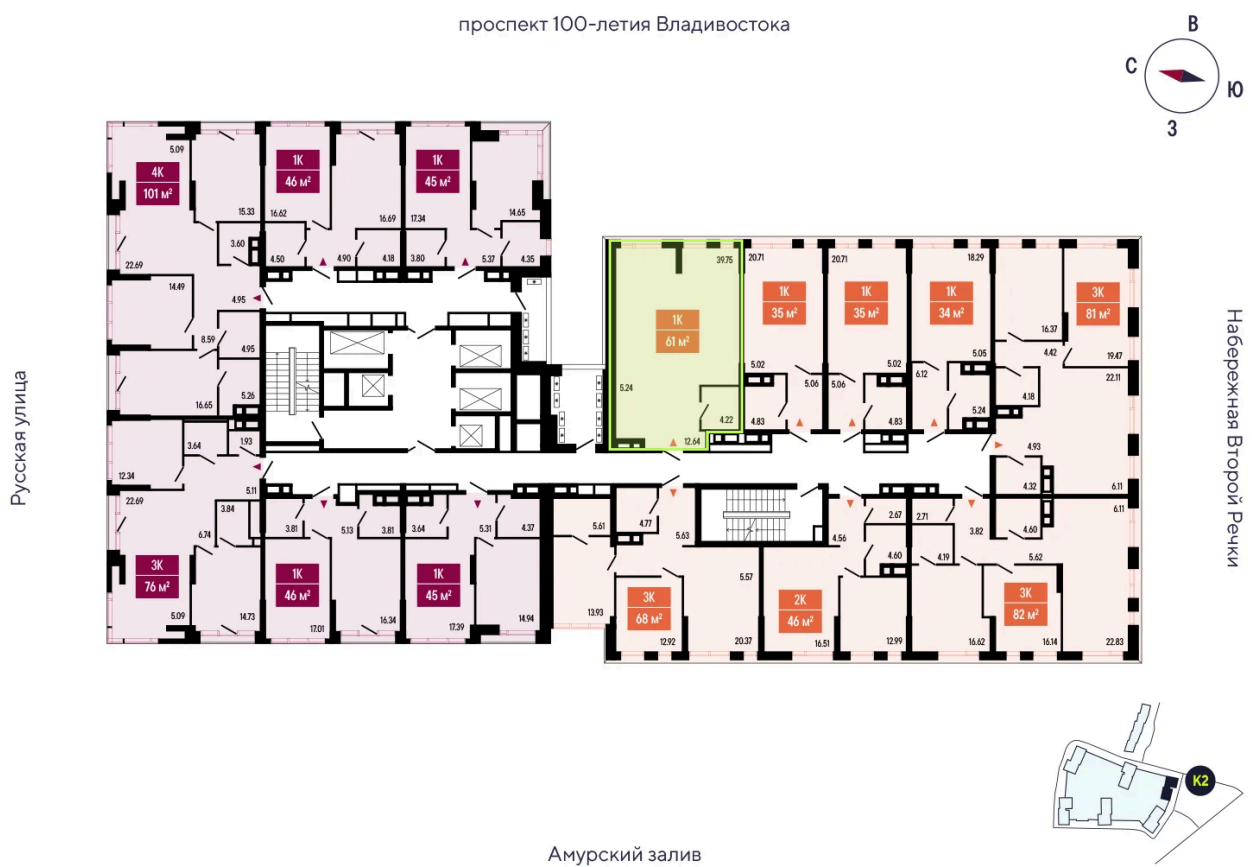 проспект 100-летия Владивостока
В
С
Ю
З
Русская улица
Набережная Второй Речки
5.09
4К
101 м²
15.33
3.60
22.69
14.49
4.95
8.59
4.95
16.65
5.26
1К
46 м²
16.62
16.69
4.50
4.90
4.18
1К
45 м²
17.34
14.65
3.80
5.37
4.35
39.75
1К
61 м²
5.24
4.22
12.64
20.71
1К
35 м²
5.02
5.06
4.83
20.71
1К
35 м²
5.02
5.06
4.83
18.29
1К
34 м²
5.05
6.12
5.24
3К
81 м²
16.37
19.47
4.42
22.11
4.18
4.93
4.32
6.11
3.64
1.93
12.34
5.11
22.69
3.84
6.74
3К
76 м²
5.09
14.73
3.81
5.13
3.81
1К
46 м²
17.01
16.34
3.64
5.31
4.37
1К
45 м²
17.39
14.94
5.61
4.77
5.63
5.57
13.93
3К
68 м²
12.92
20.37
4.56
2.67
4.60
2К
46 м²
16.51
12.99
2.71
3.82
4.60
6.11
4.19
5.62
3К
82 м²
16.62
16.14
22.83
К2
Амурский залив